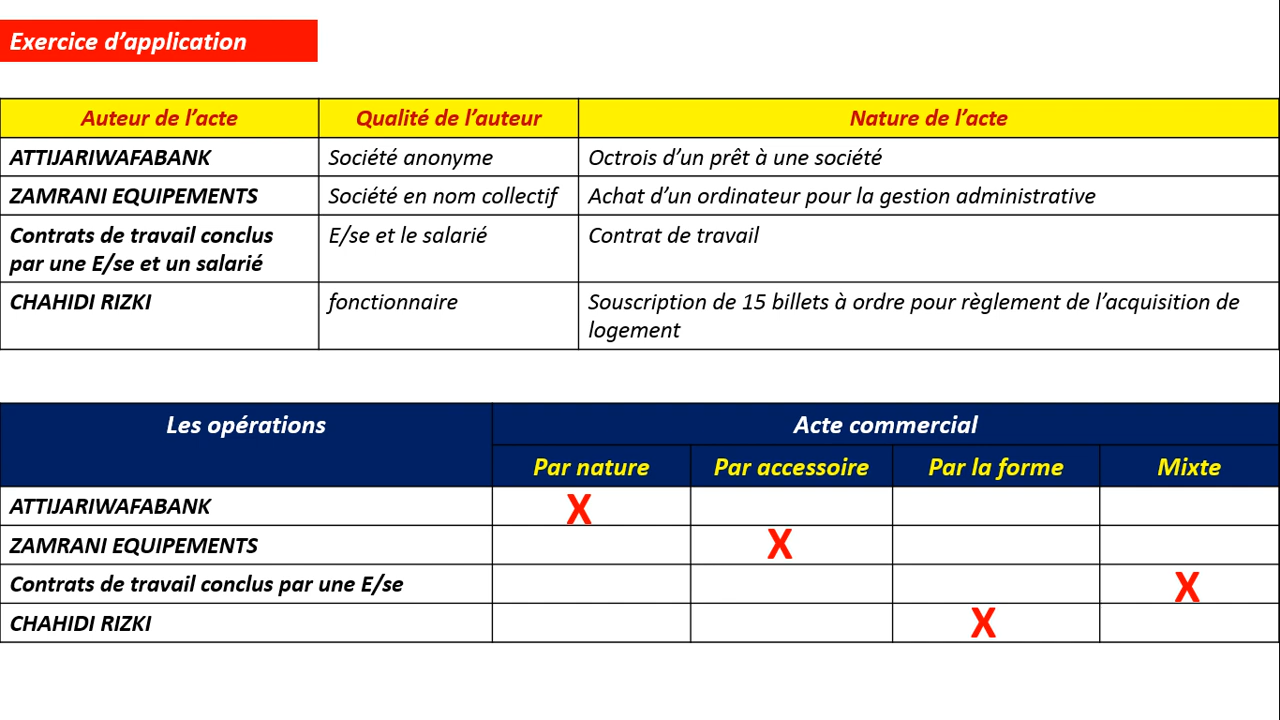 Exercice d’application
Auteur de l’acte Qualité de l’auteur Nature de l’acte
ATTIJARIWAFABANK Société anonyme Octrois d’un prêt à une société
ZAMRANI EQUIPEMENTS Société en nom collectif Achat d’un ordinateur pour la gestion administrative
Contrats de travail conclus E/se et le salarié Contrat de travail
par une E/se et un salarié
CHAHIDI RIZKI fonctionnaire Souscription de 15 billets à ordre pour règlement de l’acquisition de
logement
Les opérations Acte commercial
Par nature Par accessoire Par la forme Mixte
ATTIJARIWAFABANK X
ZAMRANI EQUIPEMENTS X
Contrats de travail conclus par une E/se X
CHAHIDI RIZKI X